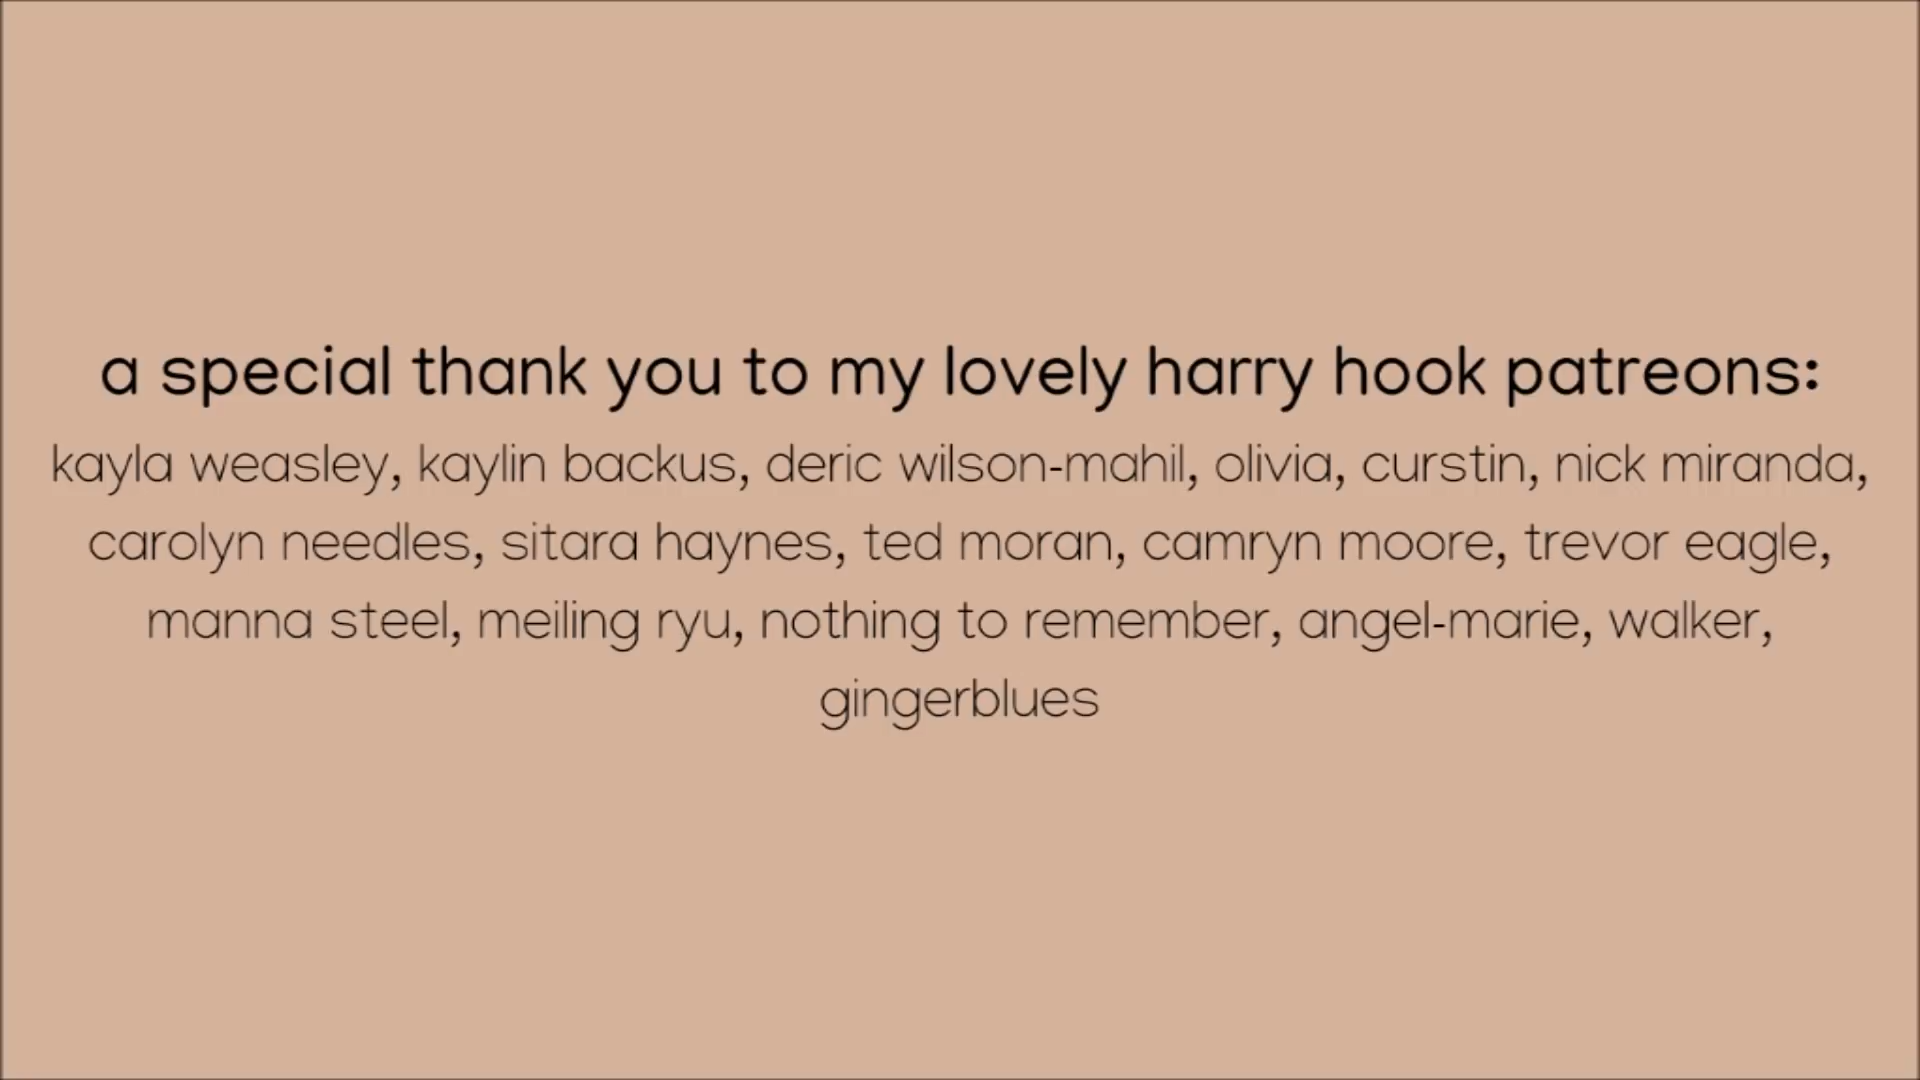 a special thank you to my lovely harry hook patreons:
kayla weasley, kaylin backus, deric wilson-mahil, olivia, curstin, nick miranda,
carolyn needles, sitara haynes, ted moran, camryn moore, trevor eagle,
manna steel, meiling ryu, nothing to remember, angel-marie, walker,
gingerblues